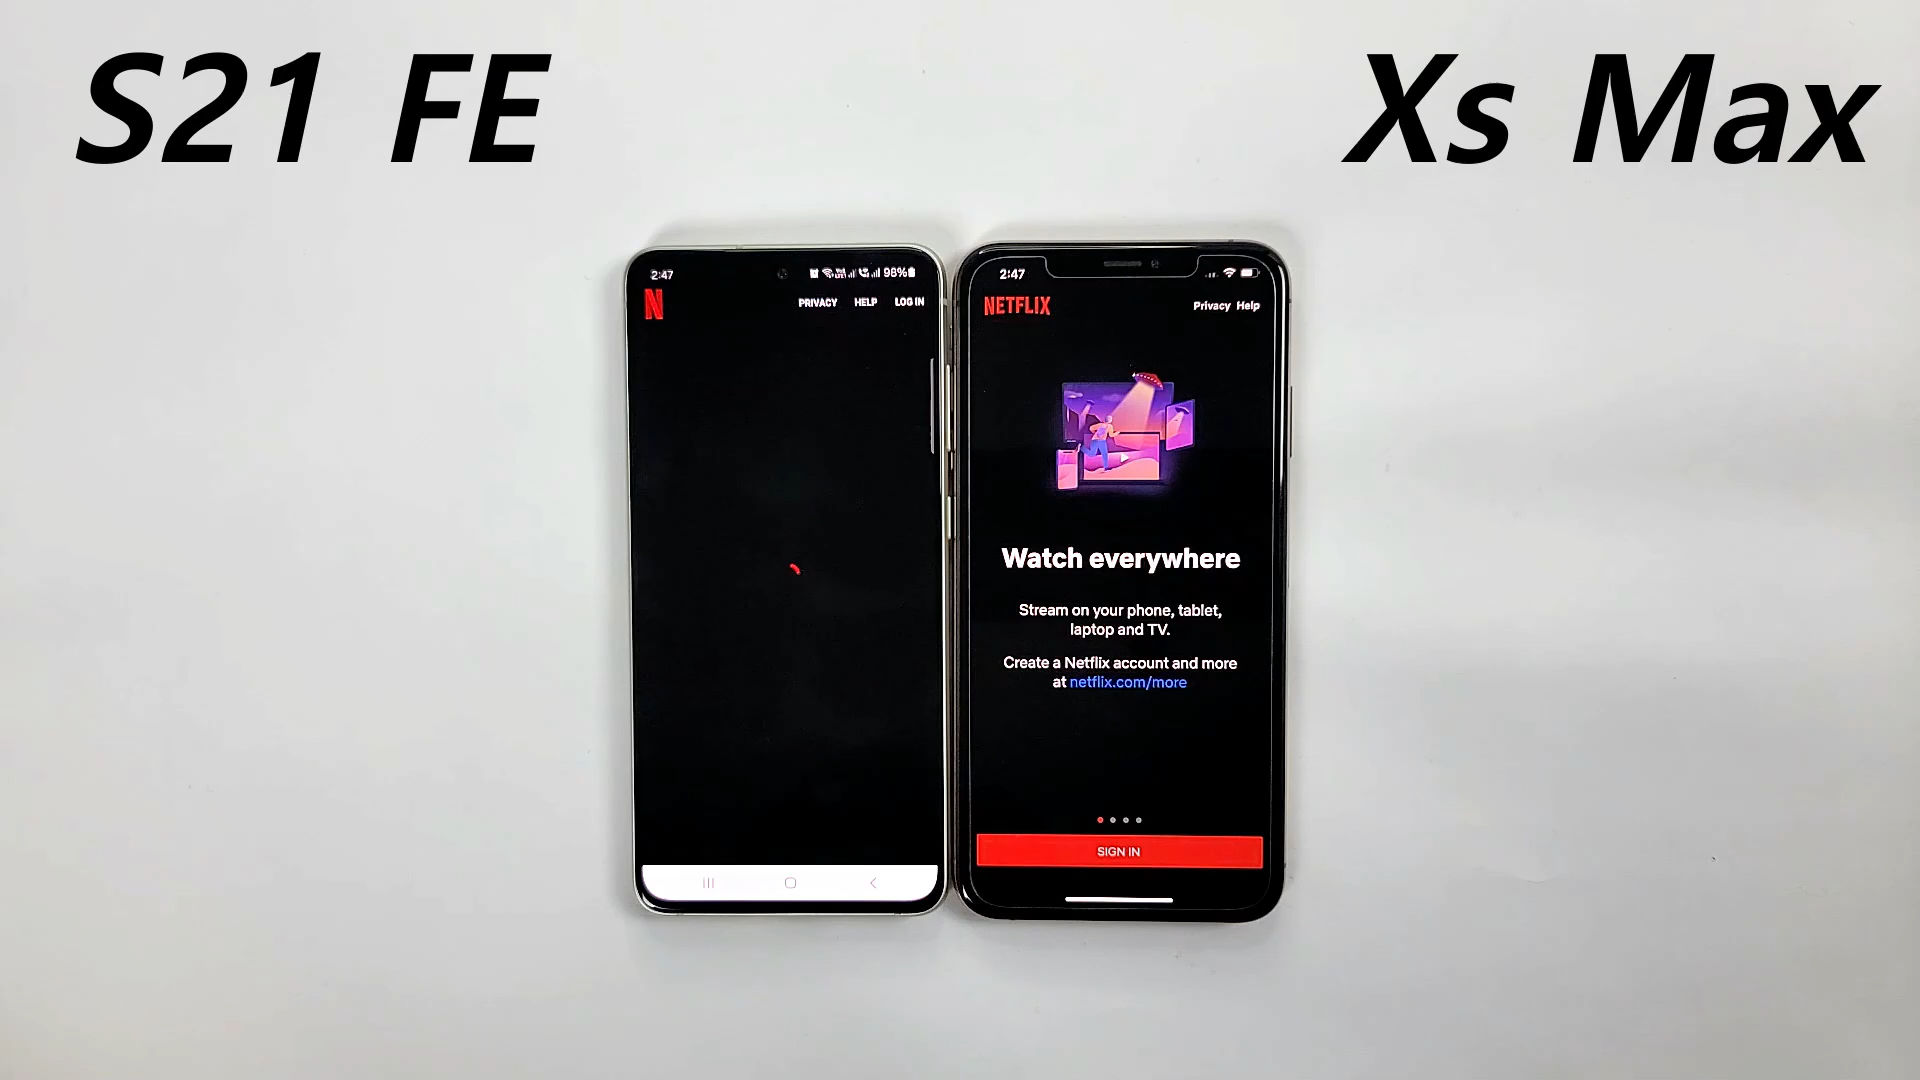 S21 FE
Xs Max
2:47
98%
N
PRIVACY HELP LOG IN
2:47
NETFLIX
Privacy Help
Watch everywhere
Stream on your phone, tablet,
laptop and TV.
Create a Netflix account and more
at netflix.com/more
SIGN IN